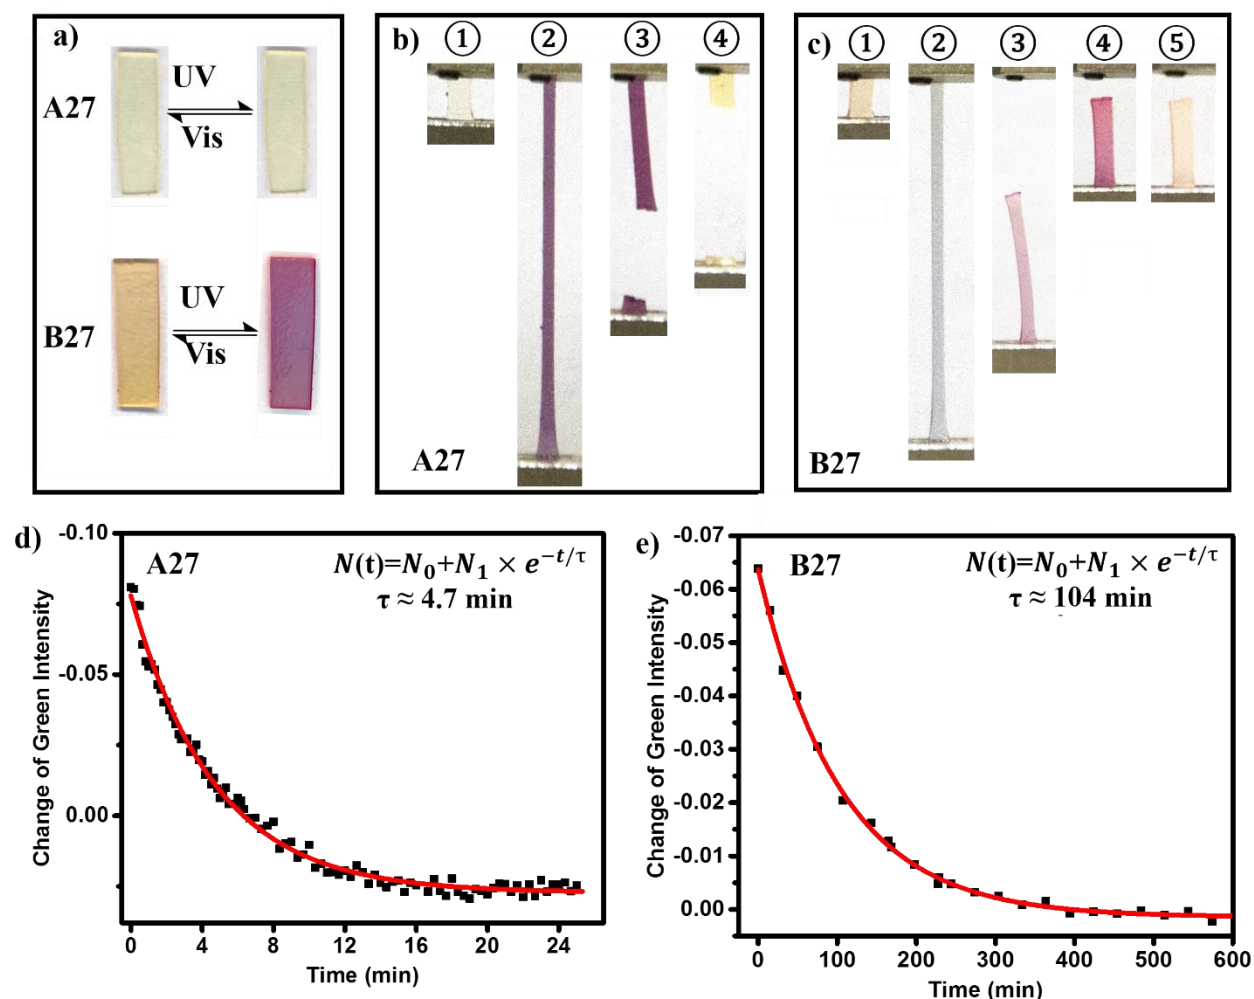 a)
A27
UV
Vis
B27
UV
Vis
b)
① ② ③ ④
A27
c)
① ② ③ ④ ⑤
B27
d)
A27
N(t)=N₀+N₁ × e^{−t/τ}
τ ≈ 4.7 min
Change of Green Intensity
-0.10
-0.05
0.00
0 4 8 12 16 20 24
Time (min)
e)
B27
N(t)=N₀+N₁ × e^{−t/τ}
τ ≈ 104 min
Change of Green Intensity
-0.07
-0.06
-0.05
-0.04
-0.03
-0.02
-0.01
0.00
0 100 200 300 400 500 600
Time (min)